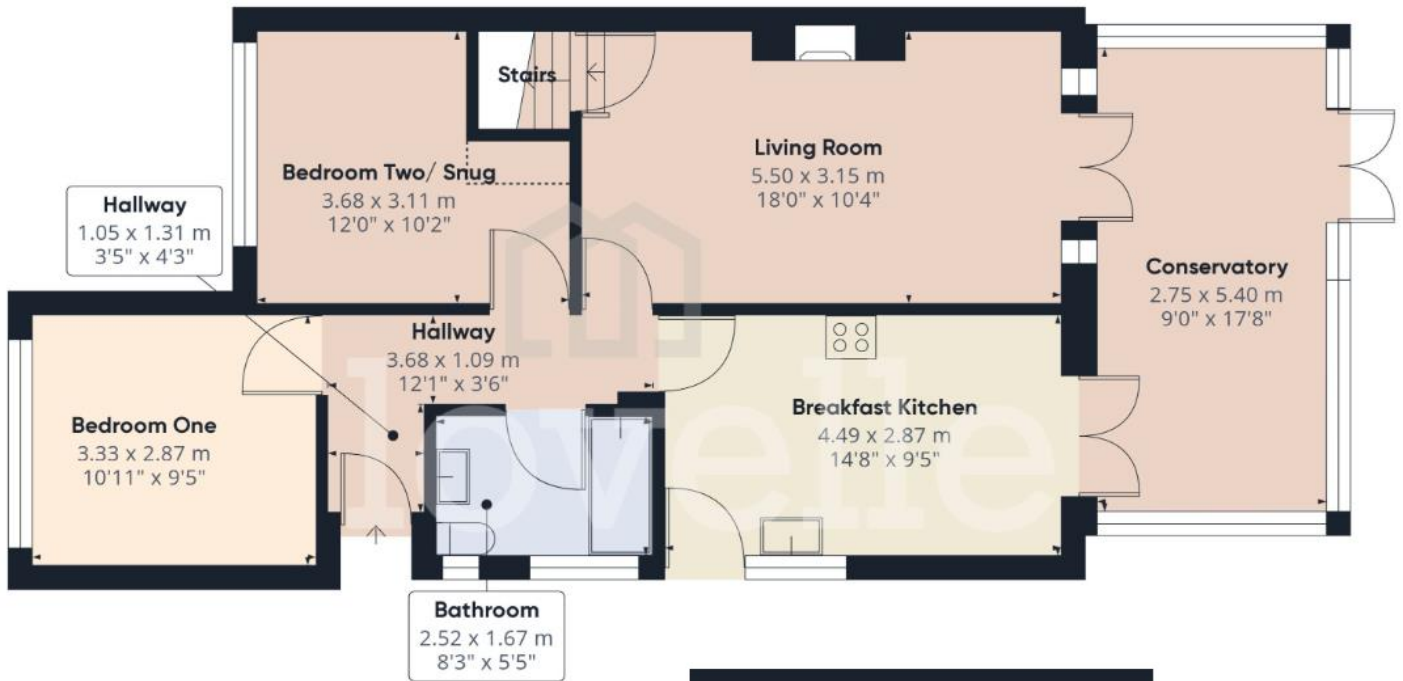 Stairs
Bedroom Two/ Snug
3.68 x 3.11 m
12'0" x 10'2"
Living Room
5.50 x 3.15 m
18'0" x 10'4"
Hallway
1.05 x 1.31 m
3'5" x 4'3"
Conservatory
2.75 x 5.40 m
9'0" x 17'8"
Hallway
3.68 x 1.09 m
12'1" x 3'6"
Bedroom One
3.33 x 2.87 m
10'11" x 9'5"
Breakfast Kitchen
4.49 x 2.87 m
14'8" x 9'5"
lovelle
Bathroom
2.52 x 1.67 m
8'3" x 5'5"